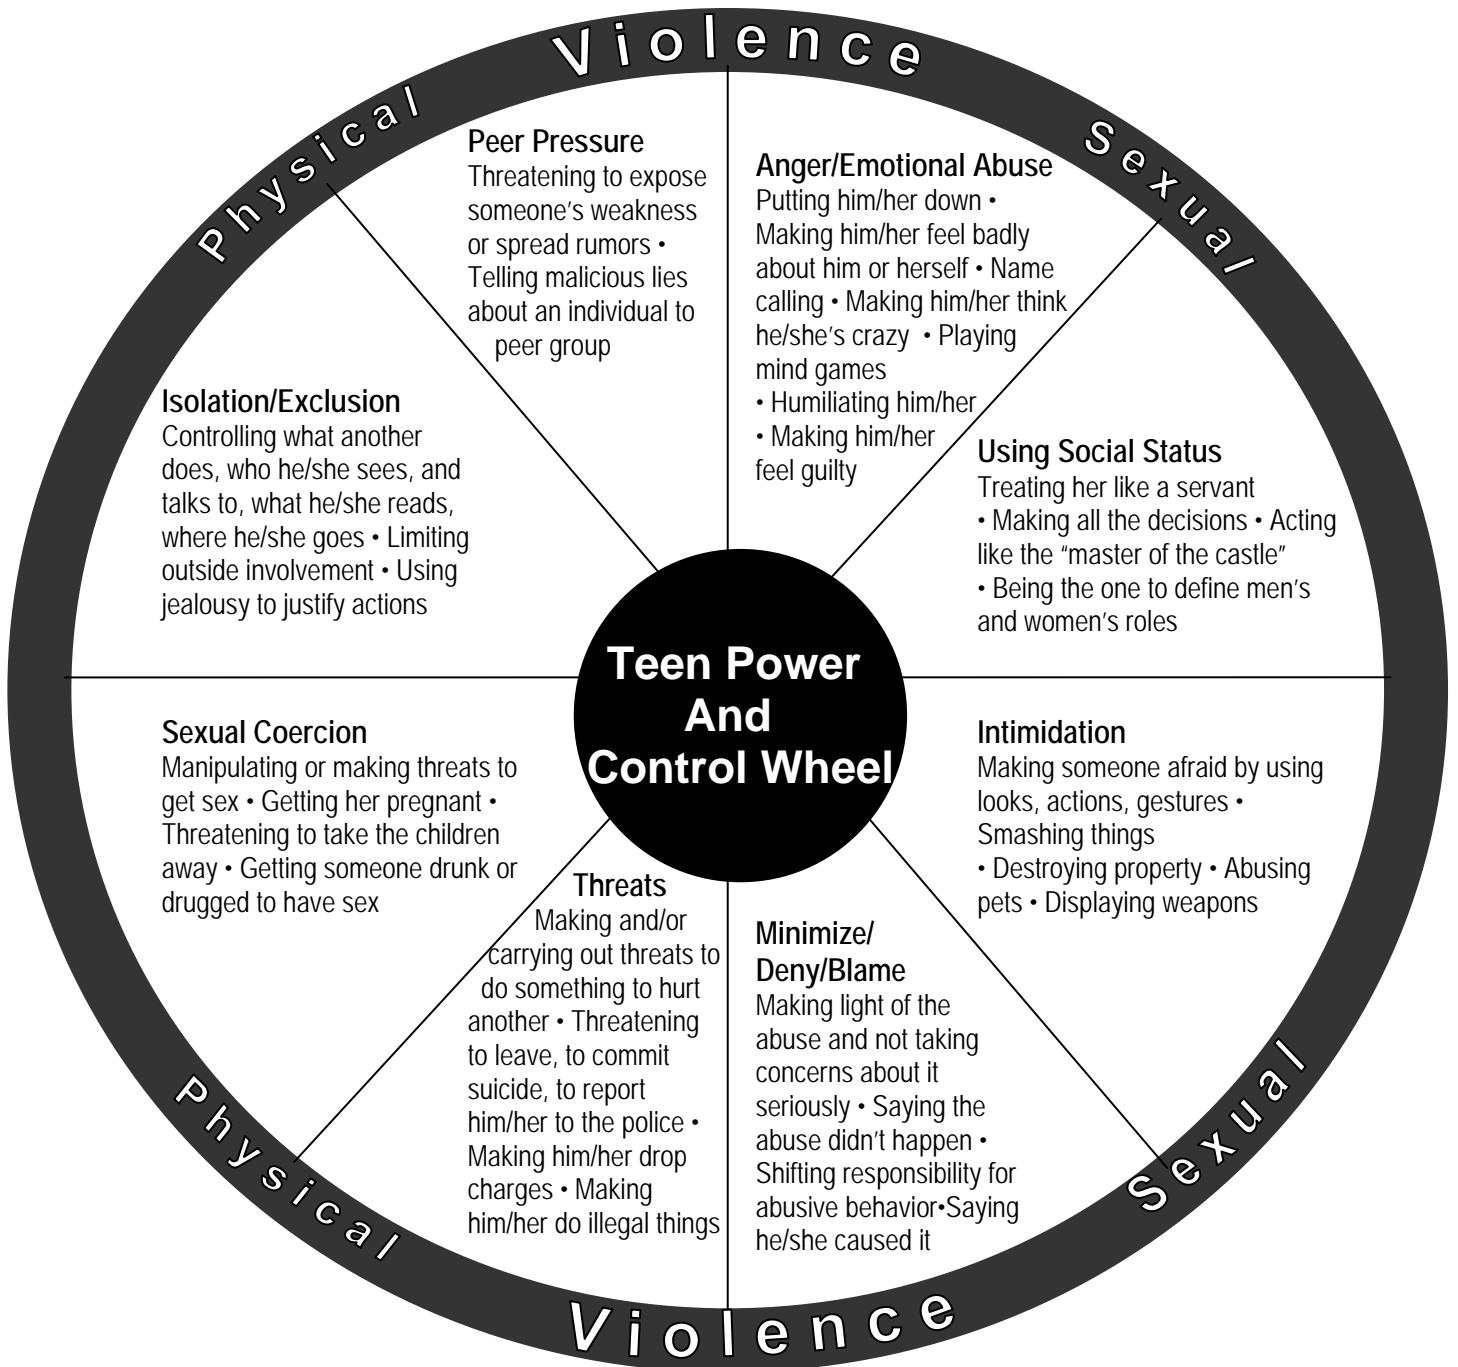 Violence
Physical
Sexual
Peer Pressure
Threatening to expose
someone’s weakness
or spread rumors •
Telling malicious lies
about an individual to
peer group
Anger/Emotional Abuse
Putting him/her down •
Making him/her feel badly
about him or herself • Name
calling • Making him/her think
he/she’s crazy • Playing
mind games
• Humiliating him/her
• Making him/her
feel guilty
Isolation/Exclusion
Controlling what another
does, who he/she sees, and
talks to, what he/she reads,
where he/she goes • Limiting
outside involvement • Using
jealousy to justify actions
Using Social Status
Treating her like a servant
• Making all the decisions • Acting
like the “master of the castle”
• Being the one to define men’s
and women’s roles
Teen Power
And
Control Wheel
Sexual Coercion
Manipulating or making threats to
get sex • Getting her pregnant •
Threatening to take the children
away • Getting someone drunk or
drugged to have sex
Intimidation
Making someone afraid by using
looks, actions, gestures •
Smashing things
• Destroying property • Abusing
pets • Displaying weapons
Threats
Making and/or
carrying out threats to
do something to hurt
another • Threatening
to leave, to commit
suicide, to report
him/her to the police •
Making him/her drop
charges • Making
him/her do illegal things
Minimize/
Deny/Blame
Making light of the
abuse and not taking
concerns about it
seriously • Saying the
abuse didn’t happen •
Shifting responsibility for
abusive behavior•Saying
he/she caused it
Physical
Sexual
Violence